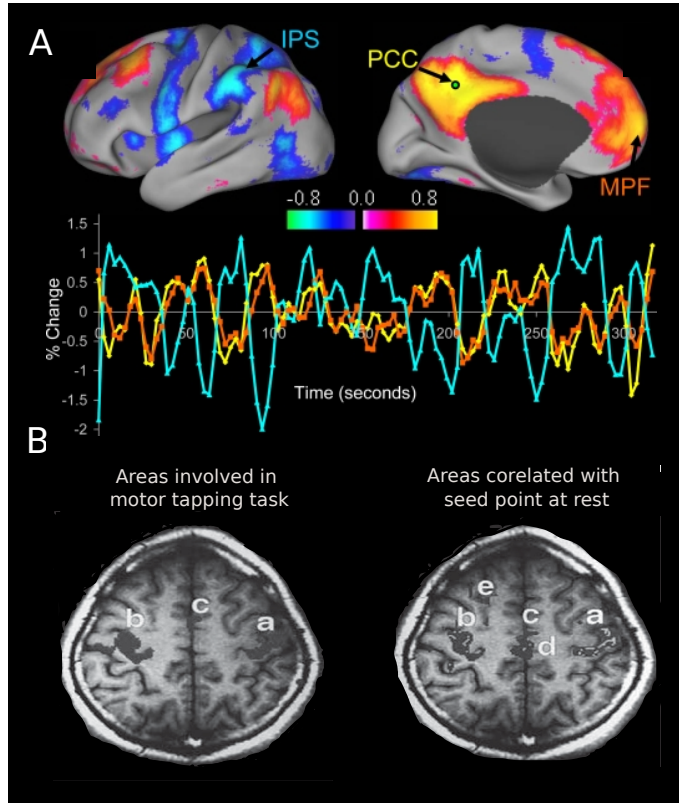 A
IPS
PCC
MPF
-0.8 0.0 0.8
1.5
1
0.5
0
-0.5
-1
-1.5
-2
% Change
0 50 100 150 200 250 300
Time (seconds)
B
Areas involved in
motor tapping task
Areas corelated with
seed point at rest
b c a
e
b c a
d